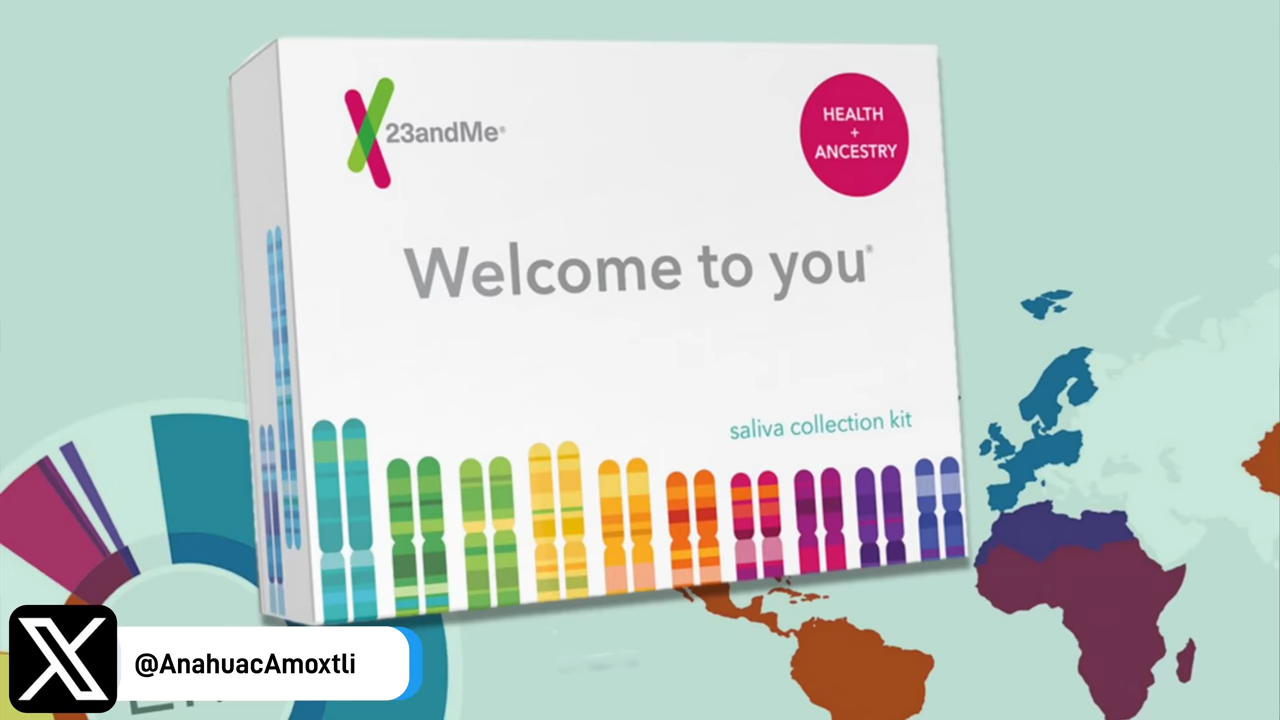 23andMe®
HEALTH
+
ANCESTRY
Welcome to you®
saliva collection kit
@AnahuacAmoxtli